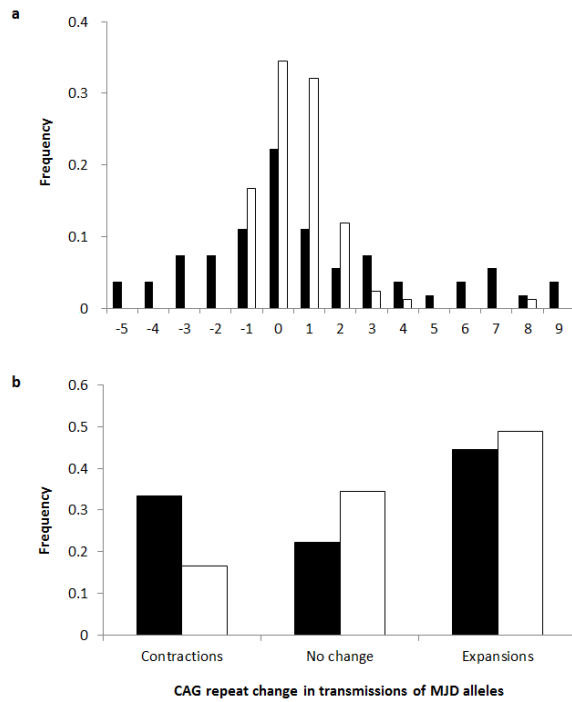 a
0.4
0.3
0.2
0.1
0
Frequency
-5 -4 -3 -2 -1 0 1 2 3 4 5 6 7 8 9
b
0.6
0.5
0.4
0.3
0.2
0.1
0
Frequency
Contractions No change Expansions
CAG repeat change in transmissions of MJD alleles